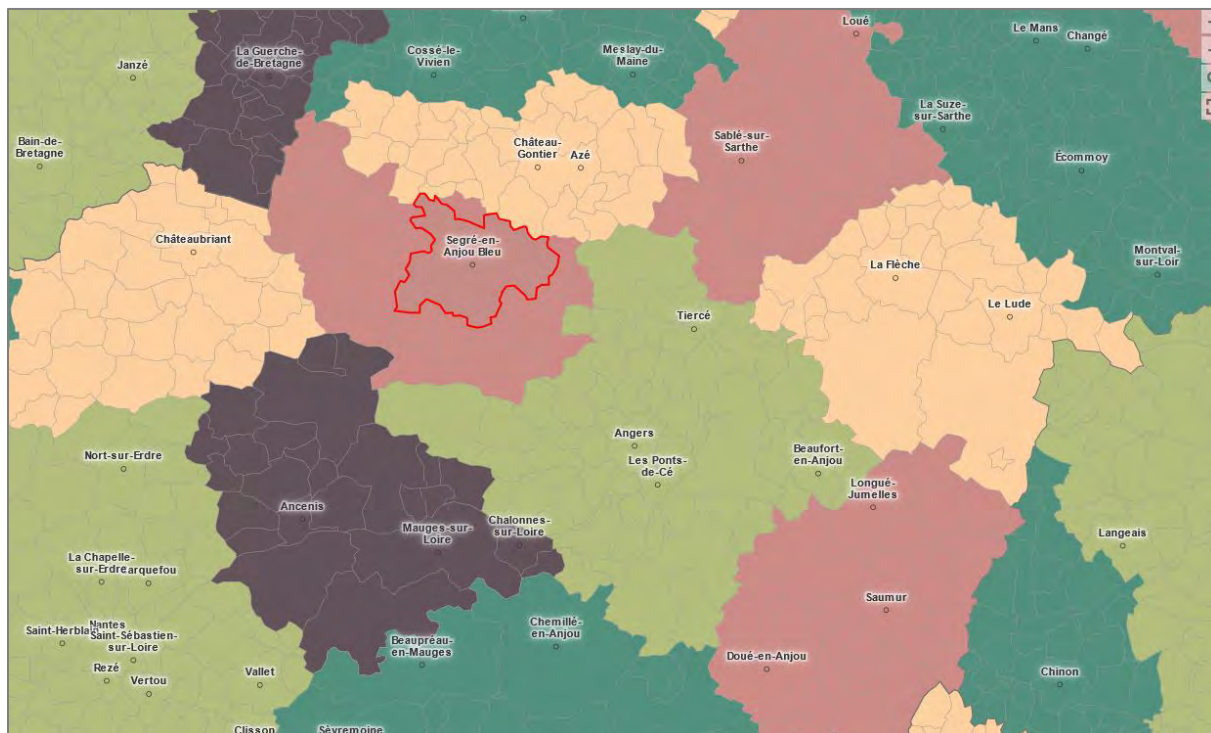 Loué
Le Mans
Changé
La Guerche-
de-Bretagne
Cossé-le-
Vivien
Meslay-du-
Maine
Janzé
La Suze-
sur-Sarthe
Bain-de-
Bretagne
Château-
Gontier
Azé
Sablé-sur-
Sarthe
Écommoy
Châteaubriant
Segré-en-
Anjou Bleu
La Flèche
Montval-
sur-Loir
Le Lude
Tiercé
Angers
Nort-sur-Erdre
Les Ponts-
de-Cé
Beaufort-
en-Anjou
Longué-
Jumelles
Ancenis
Mauges-sur-
Loire
Chalonnes-
sur-Loire
Langeais
La Chapelle-
sur-Erdre
arquefou
Saumur
Nantes
Saint-Herblain
Saint-Sébastien-
sur-Loire
Chemillé-
en-Anjou
Beaupréau-
en-Mauges
Rezé
Vertou
Vallet
Doué-en-Anjou
Chinon
Clisson
Sèvremoine